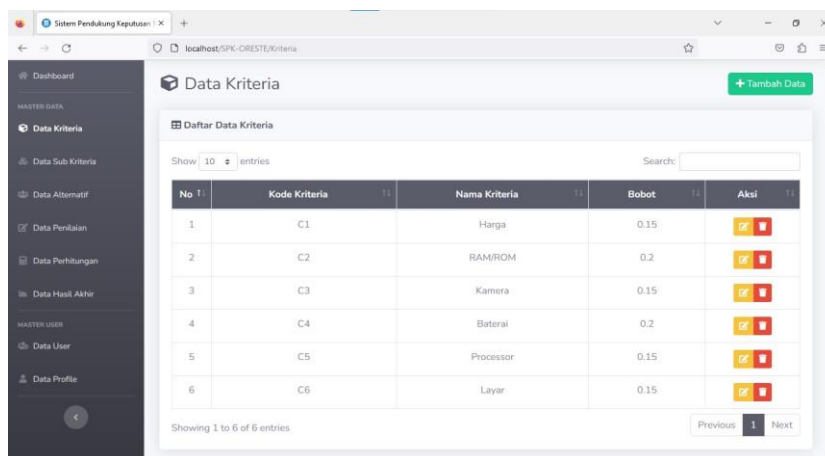 Sistem Pendukung Keputusan
localhost/SPK-ORESTE/Kriteria
Dashboard
MASTER DATA
Data Kriteria
Data Sub Kriteria
Data Alternatif
Data Penilaian
Data Perhitungan
Data Hasil Akhir
MASTER USER
Data User
Data Profile
Data Kriteria
+ Tambah Data
Daftar Data Kriteria
Show 10 entries Search:
No Kode Kriteria Nama Kriteria Bobot Aksi
1 C1 Harga 0.15
2 C2 RAM/ROM 0.2
3 C3 Kamera 0.15
4 C4 Baterai 0.2
5 C5 Processor 0.15
6 C6 Layar 0.15
Showing 1 to 6 of 6 entries
Previous 1 Next